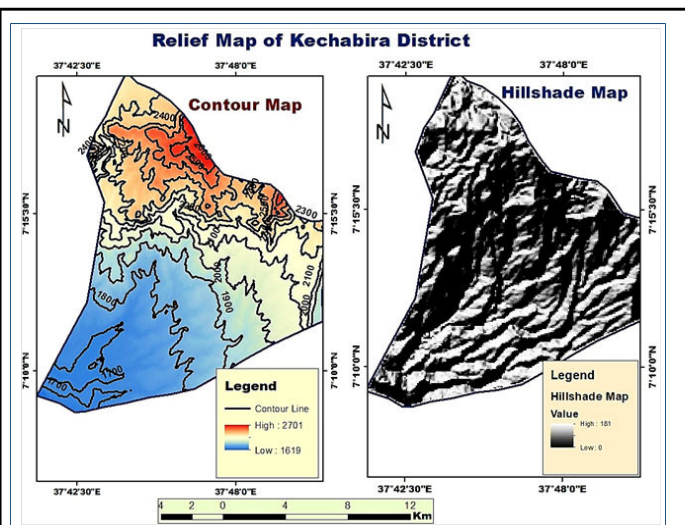 Relief Map of Kechabira District
37°42'30"E
37°48'0"E
37°42'30"E
37°48'0"E
Contour Map
Hillshade Map
N
N
2400
2400
2300
7°15'30"N
7°15'30"N
7°15'30"N
7°15'30"N
2100
2000
2000
1900
1800
1700
1700
7°10'0"N
7°10'0"N
7°10'0"N
7°10'0"N
Legend
Contour Line
High : 2701
Low : 1619
Legend
Hillshade Map
Value
High : 181
Low : 0
37°42'30"E
37°48'0"E
37°42'30"E
37°48'0"E
4 2 0 4 8 12
Km